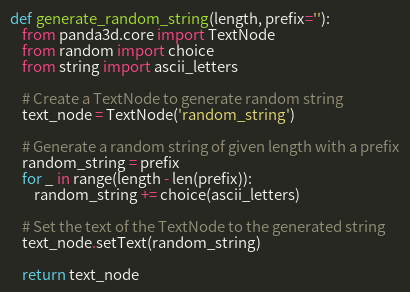 def generate_random_string(length, prefix=''):
    from panda3d.core import TextNode
    from random import choice
    from string import ascii_letters

    # Create a TextNode to generate random string
    text_node = TextNode('random_string')

    # Generate a random string of given length with a prefix
    random_string = prefix
    for _ in range(length - len(prefix)):
        random_string += choice(ascii_letters)

    # Set the text of the TextNode to the generated string
    text_node.setText(random_string)

    return text_node